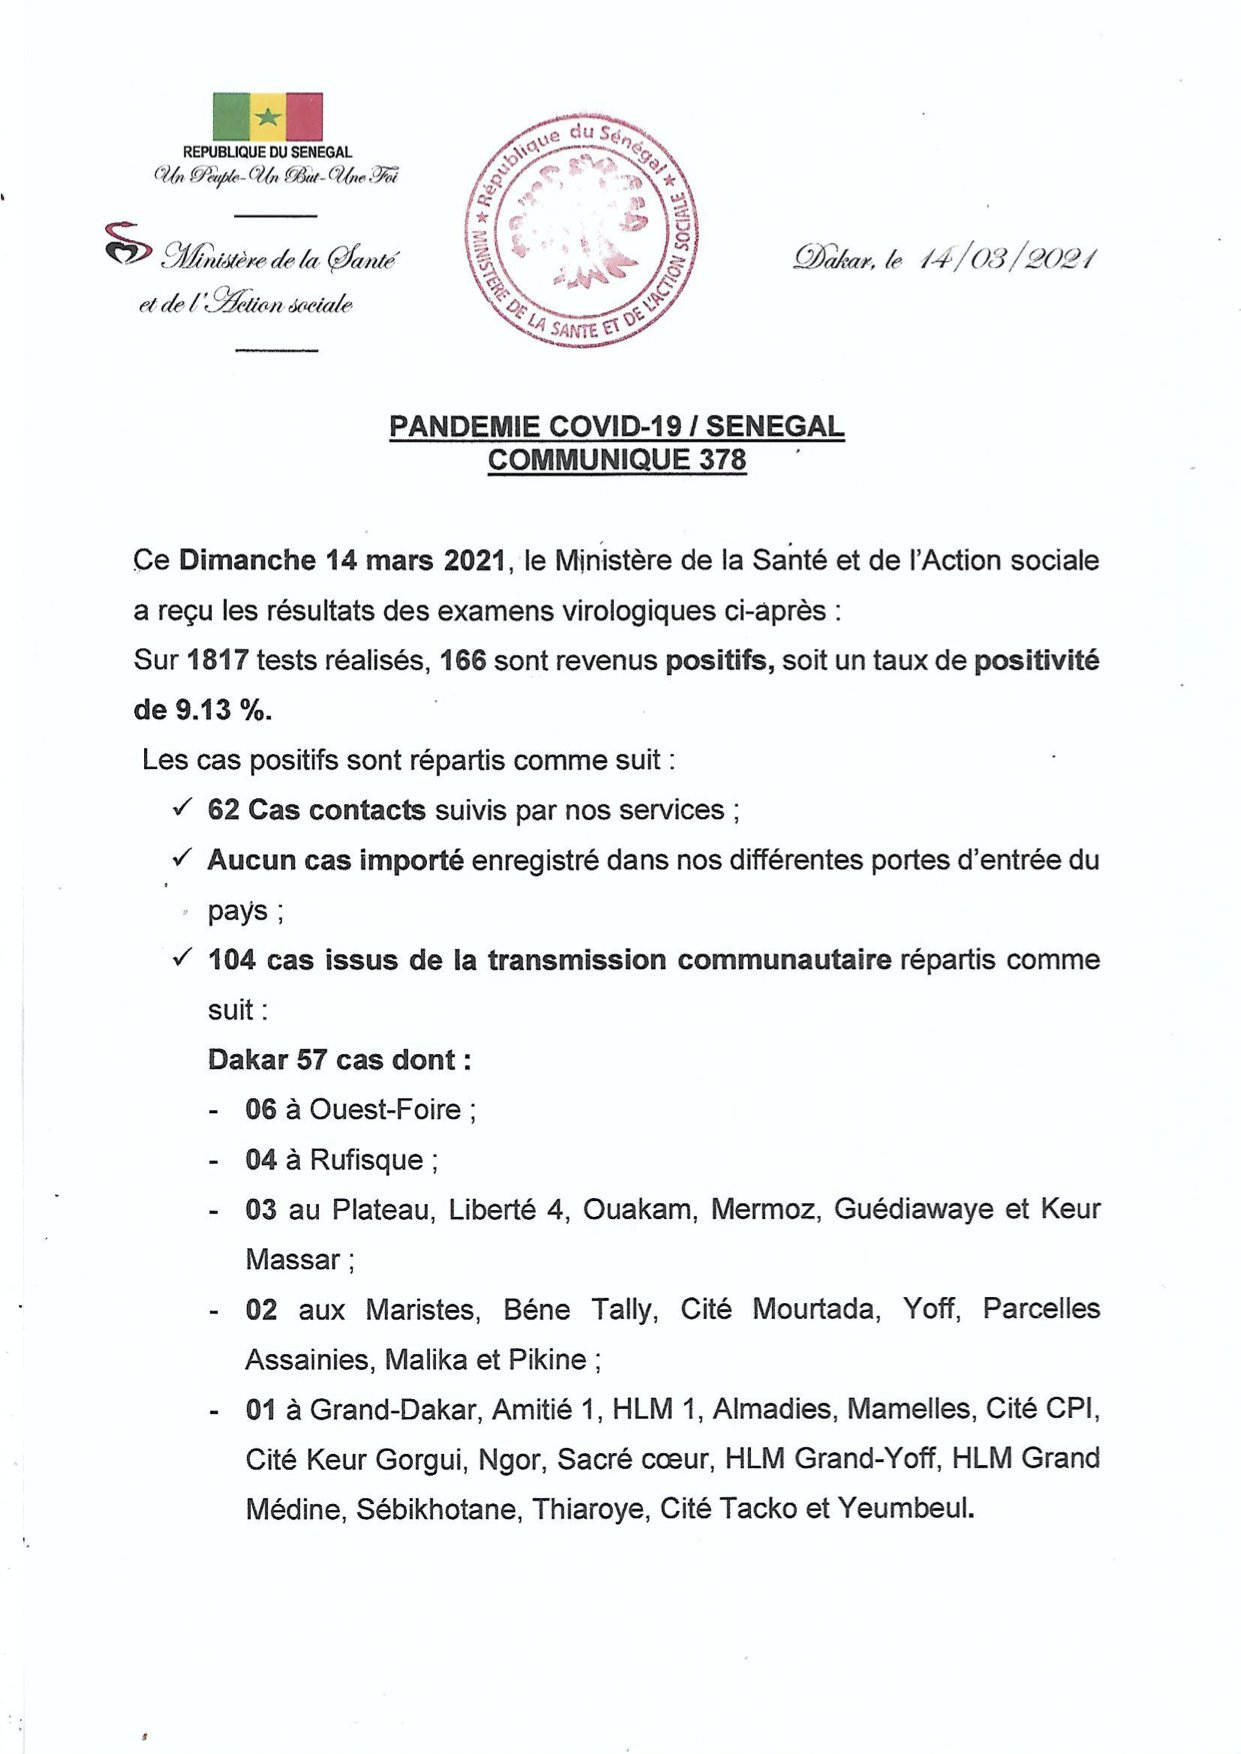 REPUBLIQUE DU SENEGAL
Un Peuple-Un But-Une Foi
Ministère de la Santé
et de l'Action sociale
★ République du Sénégal ★
MINISTERE DE LA SANTE ET DE L'ACTION SOCIALE
Dakar, le 14/03/2021
PANDEMIE COVID-19 / SENEGAL
COMMUNIQUE 378
Ce Dimanche 14 mars 2021, le Ministère de la Santé et de l'Action sociale
a reçu les résultats des examens virologiques ci-après :
Sur 1817 tests réalisés, 166 sont revenus positifs, soit un taux de positivité
de 9.13 %.
Les cas positifs sont répartis comme suit :
✓ 62 Cas contacts suivis par nos services ;
✓ Aucun cas importé enregistré dans nos différentes portes d'entrée du
pays ;
✓ 104 cas issus de la transmission communautaire répartis comme
suit :
Dakar 57 cas dont :
- 06 à Ouest-Foire ;
- 04 à Rufisque ;
- 03 au Plateau, Liberté 4, Ouakam, Mermoz, Guédiawaye et Keur
Massar ;
- 02 aux Maristes, Béne Tally, Cité Mourtada, Yoff, Parcelles
Assainies, Malika et Pikine ;
- 01 à Grand-Dakar, Amitié 1, HLM 1, Almadies, Mamelles, Cité CPI,
Cité Keur Gorgui, Ngor, Sacré cœur, HLM Grand-Yoff, HLM Grand
Médine, Sébikhotane, Thiaroye, Cité Tacko et Yeumbeul.